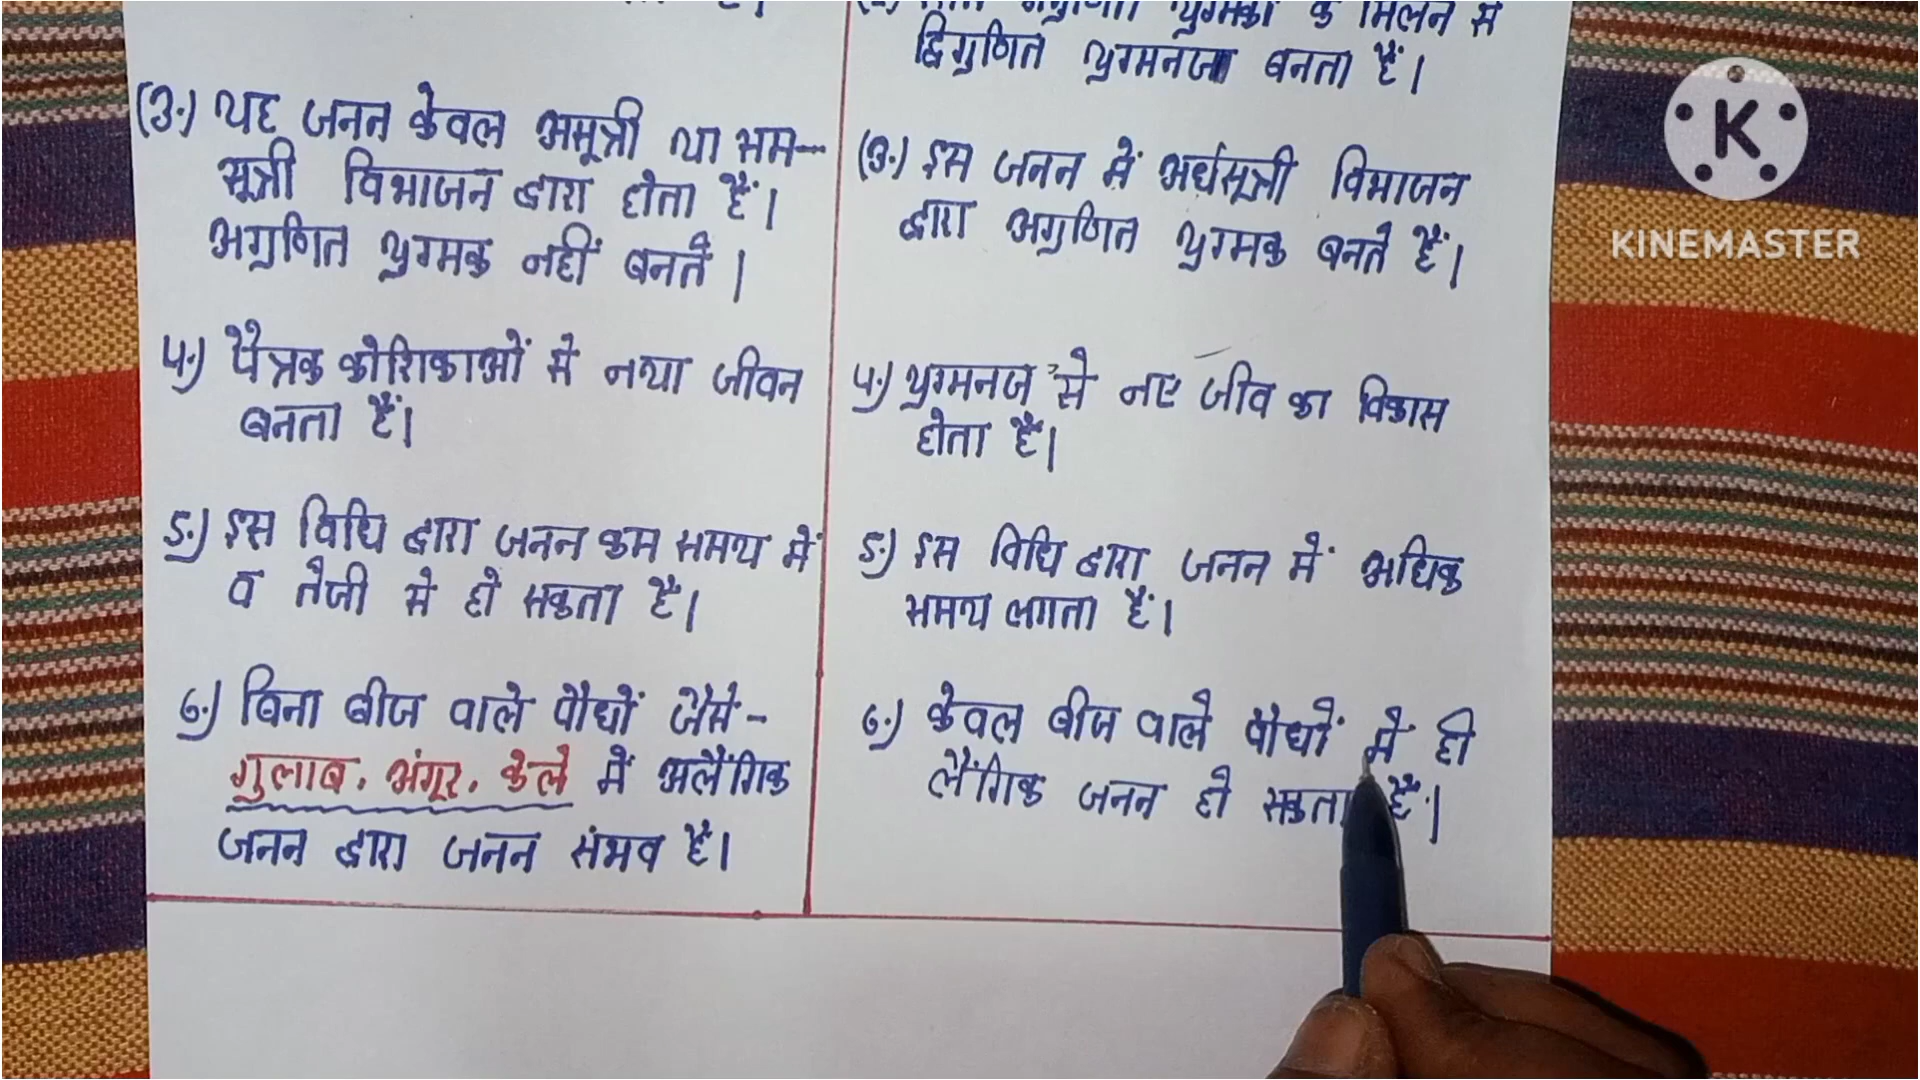 के मिलन से
द्विगुणित युग्मनज बनता हैं।
(3.) यह जनन केवल असूत्री या सम--
सूत्री विभाजन द्वारा होता हैं।
अगुणित युग्मक नहीं बनते।
4.) पैत्रक कोशिकाओं से नया जीवन
बनता हैं।
5.) इस विधि द्वारा जनन कम समय में
व तेजी से हो सकता है।
6.) बिना बीज वाले पौधों जैसे-
गुलाब, अंगूर, केले में अलैंगिक
जनन द्वारा जनन संभव है।
(3.) इस जनन में अर्धसूत्री विभाजन
द्वारा अगुणित युग्मक बनते हैं।
4.) युग्मनज से नए जीव का विकास
होता हैं।
5.) इस विधि द्वारा जनन में अधिक
समय लगता हैं।
6.) केवल बीज वाले पौधों में ही
लैंगिक जनन हो सकता है।
K
KINEMASTER